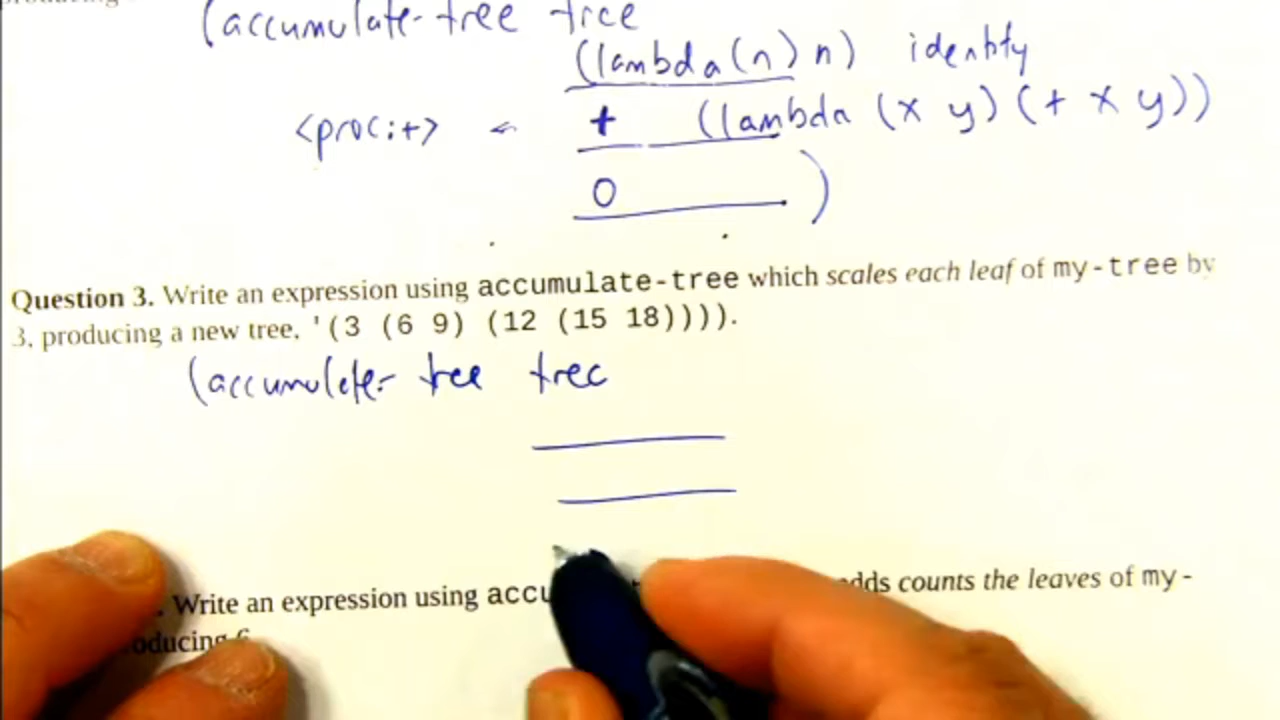 (accumulate-tree tree
(lambda (n) n) identity
<proc:+> + (lambda (x y) (+ x y))
0 )
Question 3. Write an expression using accumulate-tree which scales each leaf of my-tree by
3, producing a new tree, '(3 (6 9) (12 (15 18)))).
(accumulate-tree tree
. Write an expression using accu dds counts the leaves of my-
oducing 6